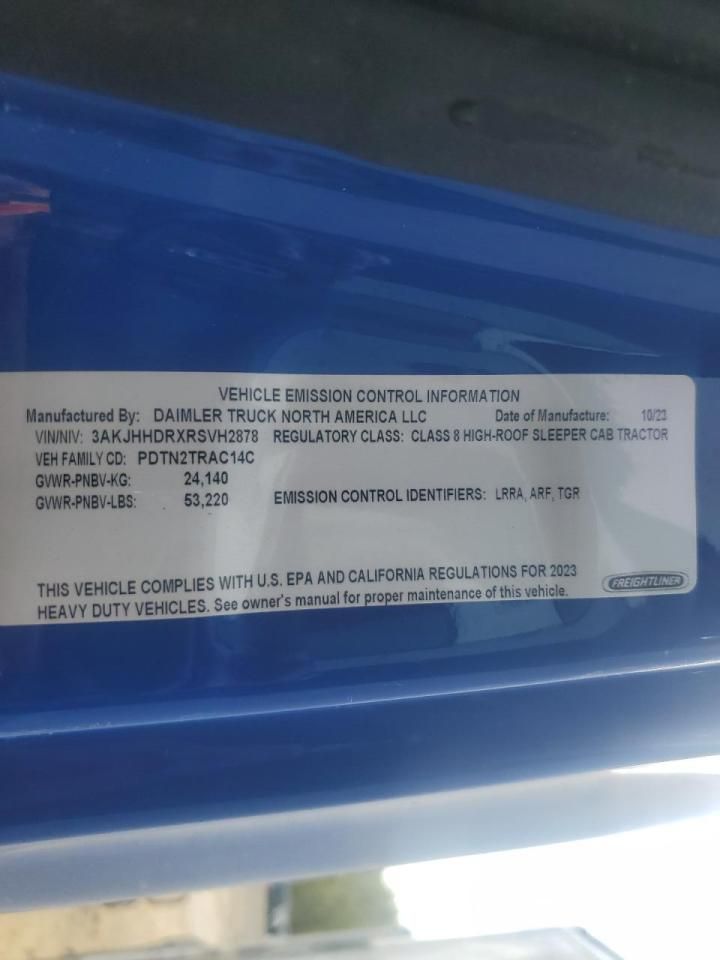 VEHICLE EMISSION CONTROL INFORMATION
Manufactured By: DAIMLER TRUCK NORTH AMERICA LLC Date of Manufacture: 10/23
VIN/NIV: 3AKJHHDRXRSVH2878 REGULATORY CLASS: CLASS 8 HIGH-ROOF SLEEPER CAB TRACTOR
VEH FAMILY CD: PDTN2TRAC14C
GVWR-PNBV-KG: 24,140
GVWR-PNBV-LBS: 53,220 EMISSION CONTROL IDENTIFIERS: LRRA, ARF, TGR
THIS VEHICLE COMPLIES WITH U.S. EPA AND CALIFORNIA REGULATIONS FOR 2023
HEAVY DUTY VEHICLES. See owner's manual for proper maintenance of this vehicle.
FREIGHTLINER